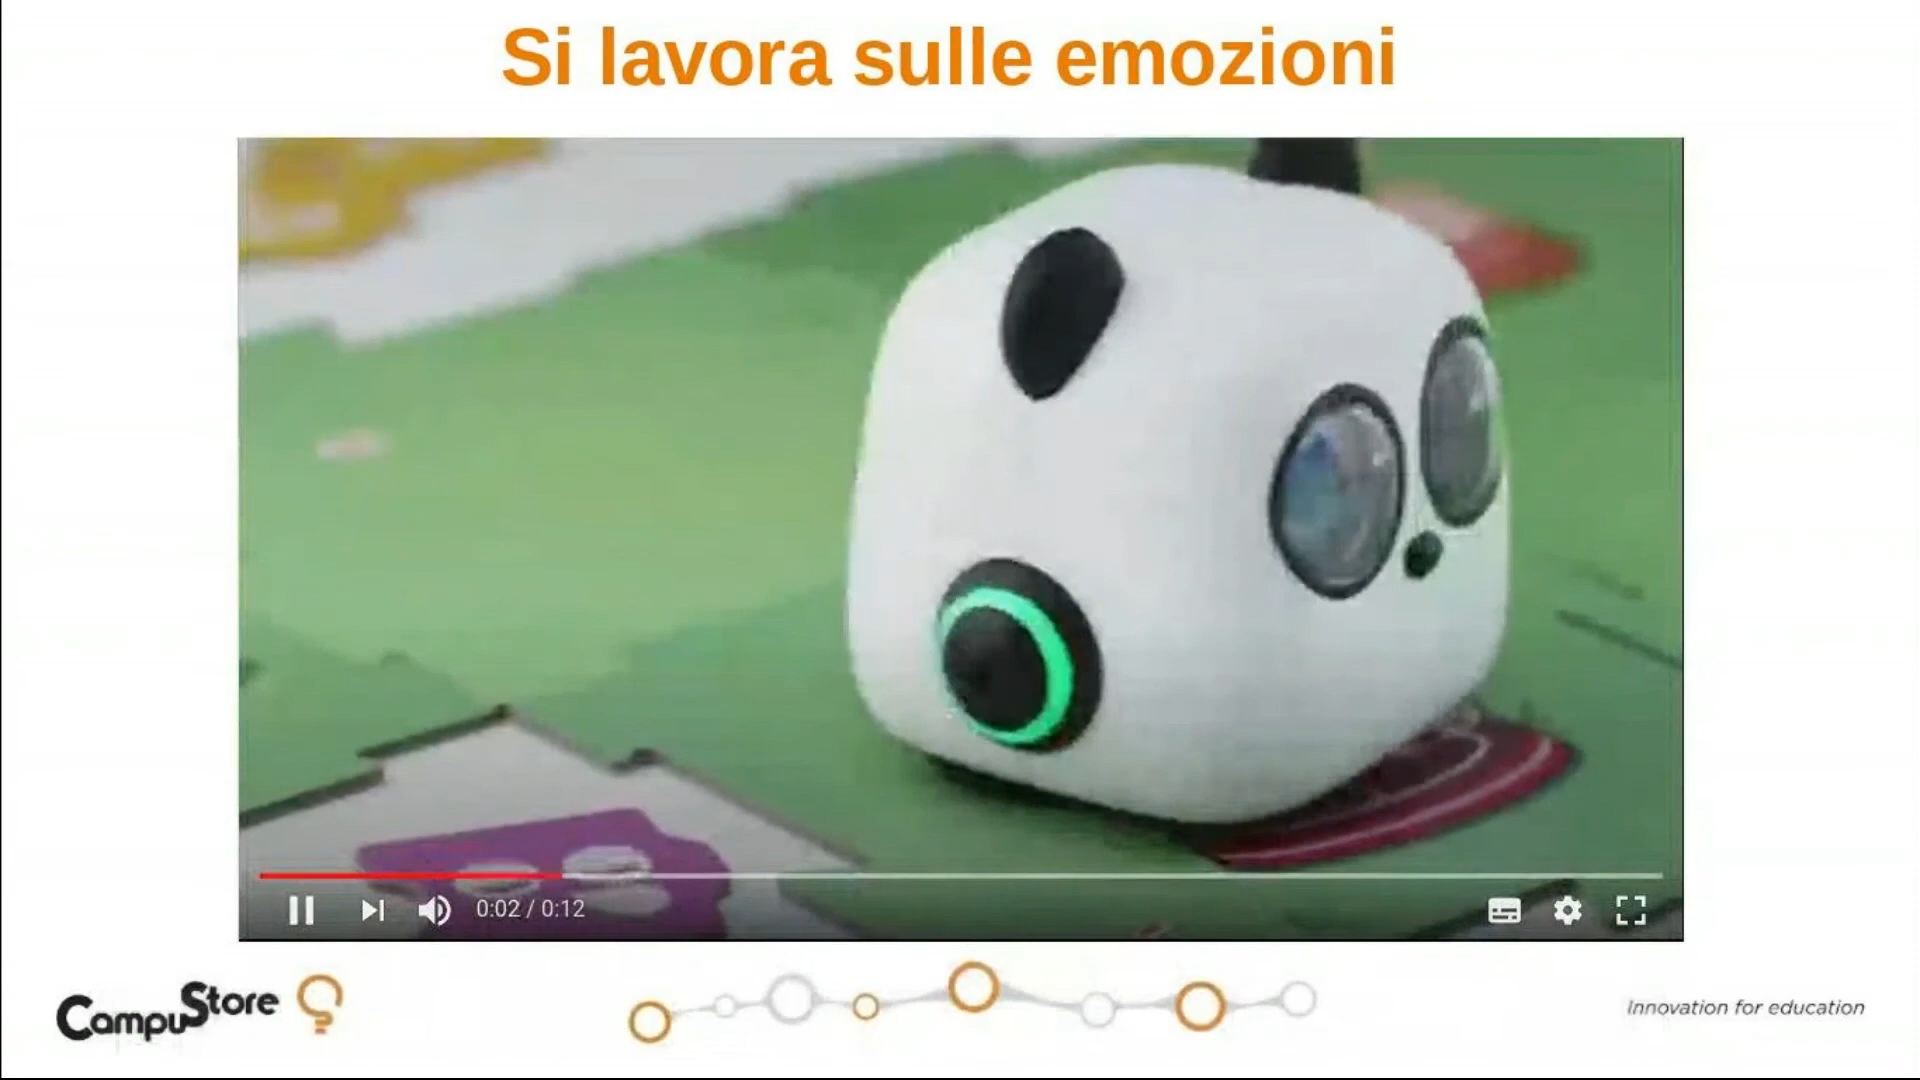 Si lavora sulle emozioni
0:02 / 0:12
CampuStore
Innovation for education